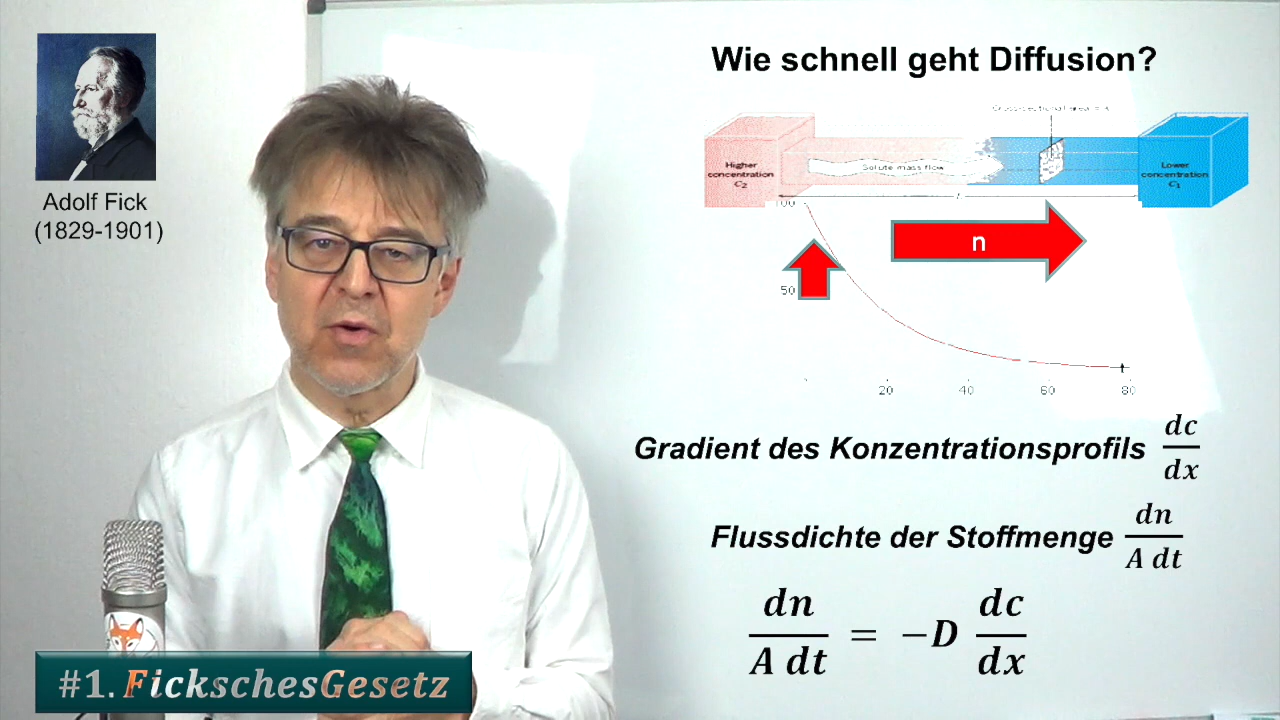 Wie schnell geht Diffusion?
Adolf Fick
(1829-1901)
Higher
concentration
C₂
Solute mass flow
Lower
concentration
C₁
n
100
50
20 40 60 80
Gradient des Konzentrationsprofils dc/dx
Flussdichte der Stoffmenge dn/A dt
dn/A dt = −D dc/dx
#1. FickschesGesetz